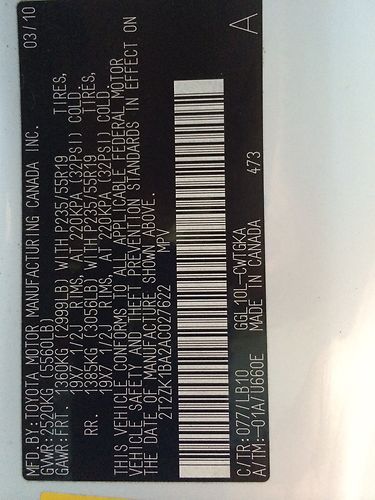 MFD. BY: TOYOTA MOTOR MANUFACTURING CANADA INC. 03/10
GVWR: 2520KG (5560LB)
GAWR: FRT. 1360KG (2999LB) WITH P235/55R19 TIRES,
19X7 1/2J RIMS, AT 220KPA (32PSI) COLD.
RR. 1385KG (3056LB) WITH P235/55R19 TIRES,
19X7 1/2J RIMS, AT 220KPA (32PSI) COLD.
THIS VEHICLE CONFORMS TO ALL APPLICABLE FEDERAL MOTOR
VEHICLE SAFETY AND THEFT PREVENTION STANDARDS IN EFFECT ON
THE DATE OF MANUFACTURE SHOWN ABOVE.
2T2ZK1BA2AC027622 MPV
C/TR: 077/LB10 GGL10L-CWTGKA A
A/TM: -01A/U660E MADE IN CANADA 473